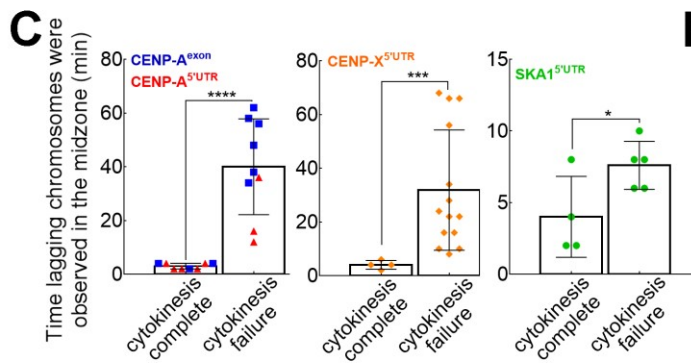 C
Time lagging chromosomes were
observed in the midzone (min)
80
60
40
20
0
CENP-A^exon
CENP-A^5'UTR
****
cytokinesis
complete
cytokinesis
failure
80
60
40
20
0
CENP-X^5'UTR
***
cytokinesis
complete
cytokinesis
failure
15
10
5
0
SKA1^5'UTR
*
cytokinesis
complete
cytokinesis
failure